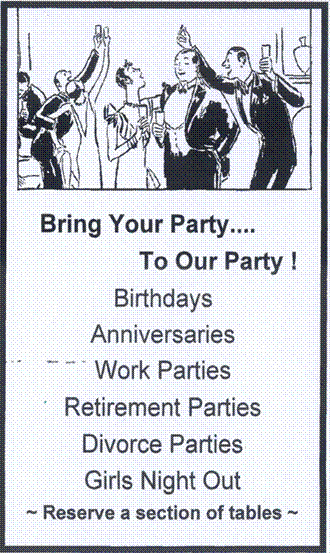 Bring Your Party....
To Our Party !
Birthdays
Anniversaries
Work Parties
Retirement Parties
Divorce Parties
Girls Night Out
~ Reserve a section of tables ~